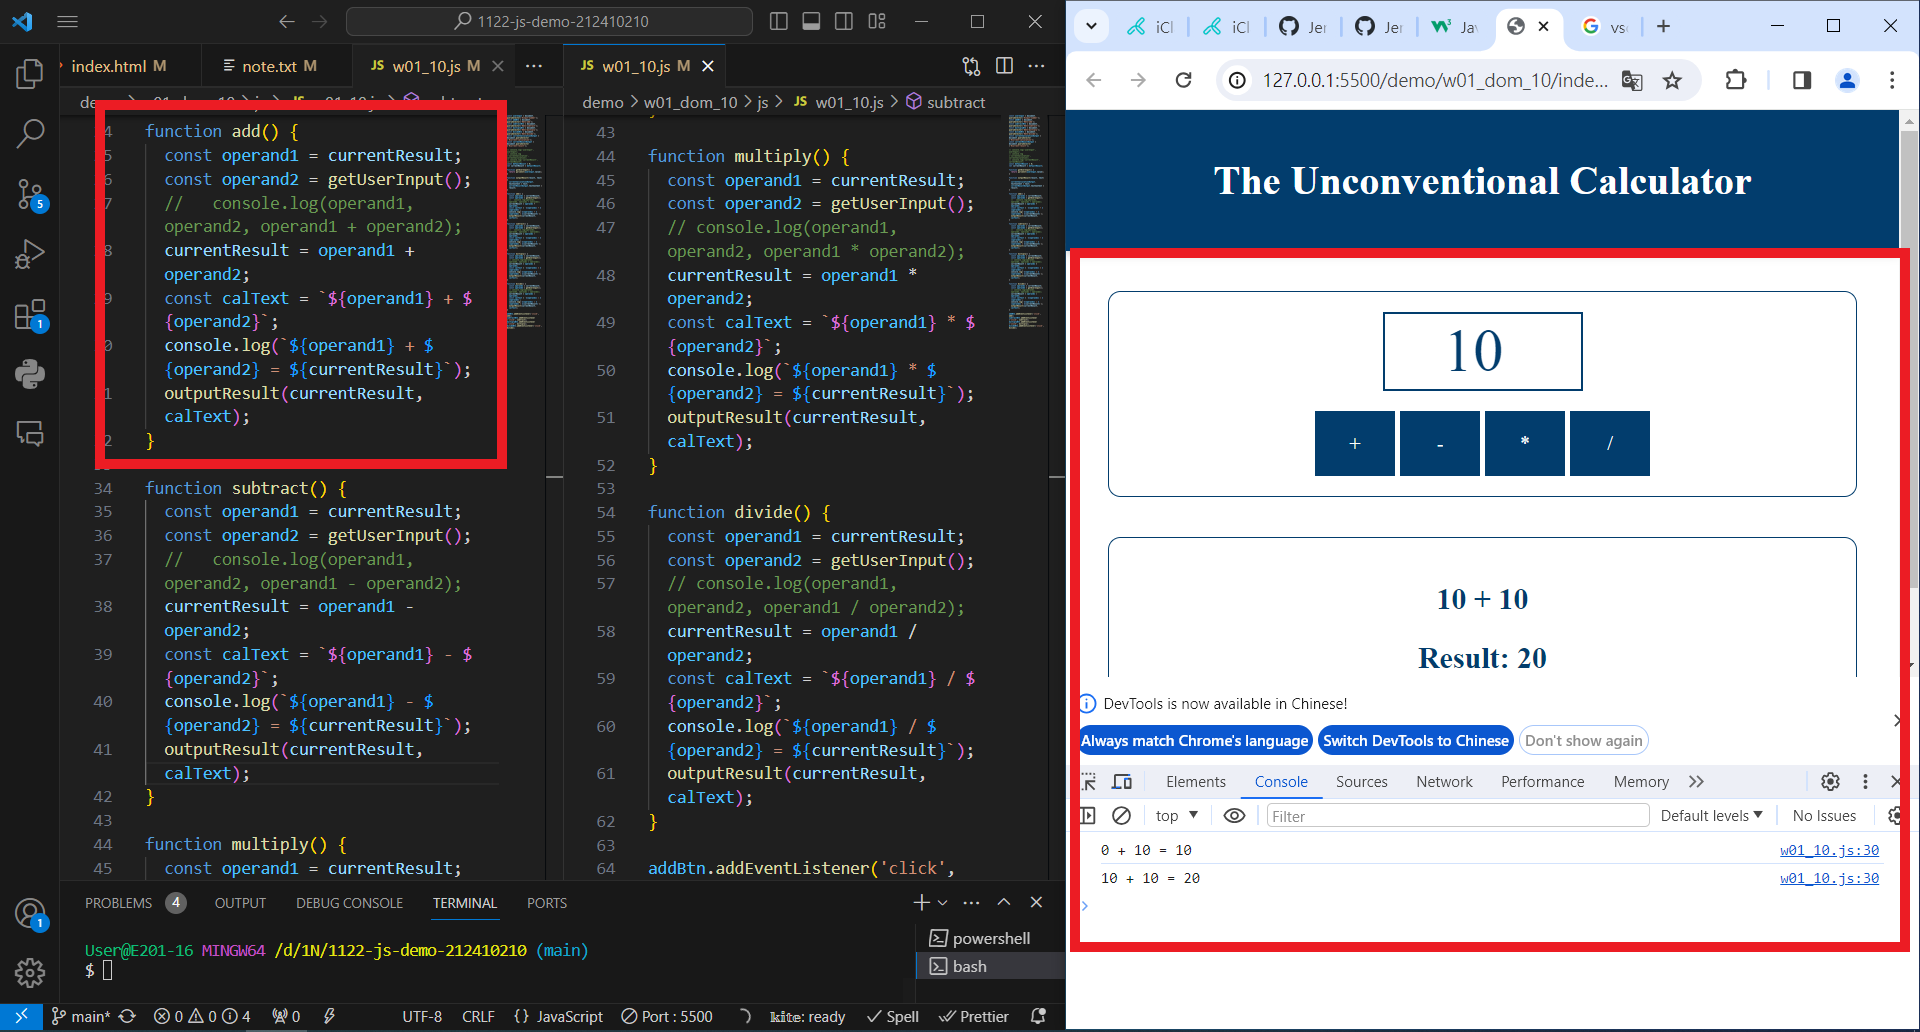 1122-js-demo-212410210
index.html M
note.txt M
JS w01_10.js M
JS w01_10.js M
demo > w01_dom_10 > js > JS w01_10.js > subtract
function add() {
const operand1 = currentResult;
const operand2 = getUserInput();
//   console.log(operand1,
operand2, operand1 + operand2);
currentResult = operand1 +
operand2;
const calText = `${operand1} + $
{operand2}`;
console.log(`${operand1} + $
{operand2} = ${currentResult}`);
outputResult(currentResult,
calText);
}
34 function subtract() {
35 const operand1 = currentResult;
36 const operand2 = getUserInput();
37 //   console.log(operand1,
operand2, operand1 - operand2);
38 currentResult = operand1 -
operand2;
39 const calText = `${operand1} - $
{operand2}`;
40 console.log(`${operand1} - $
{operand2} = ${currentResult}`);
41 outputResult(currentResult,
calText);
42 }
43
44 function multiply() {
45 const operand1 = currentResult;
43
44 function multiply() {
45 const operand1 = currentResult;
46 const operand2 = getUserInput();
47 // console.log(operand1,
operand2, operand1 * operand2);
48 currentResult = operand1 *
operand2;
49 const calText = `${operand1} * $
{operand2}`;
50 console.log(`${operand1} * $
{operand2} = ${currentResult}`);
51 outputResult(currentResult,
calText);
52 }
53
54 function divide() {
55 const operand1 = currentResult;
56 const operand2 = getUserInput();
57 // console.log(operand1,
operand2, operand1 / operand2);
58 currentResult = operand1 /
operand2;
59 const calText = `${operand1} / $
{operand2}`;
60 console.log(`${operand1} / $
{operand2} = ${currentResult}`);
61 outputResult(currentResult,
calText);
62 }
63
64 addBtn.addEventListener('click',
5
1
1
PROBLEMS 4 OUTPUT DEBUG CONSOLE TERMINAL PORTS
User@E201-16 MINGW64 /d/1N/1122-js-demo-212410210 (main)
$
powershell
bash
main* 0 0 4 0 UTF-8 CRLF {} JavaScript Port : 5500 kite: ready Spell Prettier
iCl
iCl
Jer
Jer
Ja
vs
127.0.0.1:5500/demo/w01_dom_10/inde...
The Unconventional Calculator
10
+ - * /
10 + 10
Result: 20
DevTools is now available in Chinese!
Always match Chrome's language Switch DevTools to Chinese Don't show again
Elements Console Sources Network Performance Memory
top Filter Default levels No Issues
0 + 10 = 10 w01_10.js:30
10 + 10 = 20 w01_10.js:30